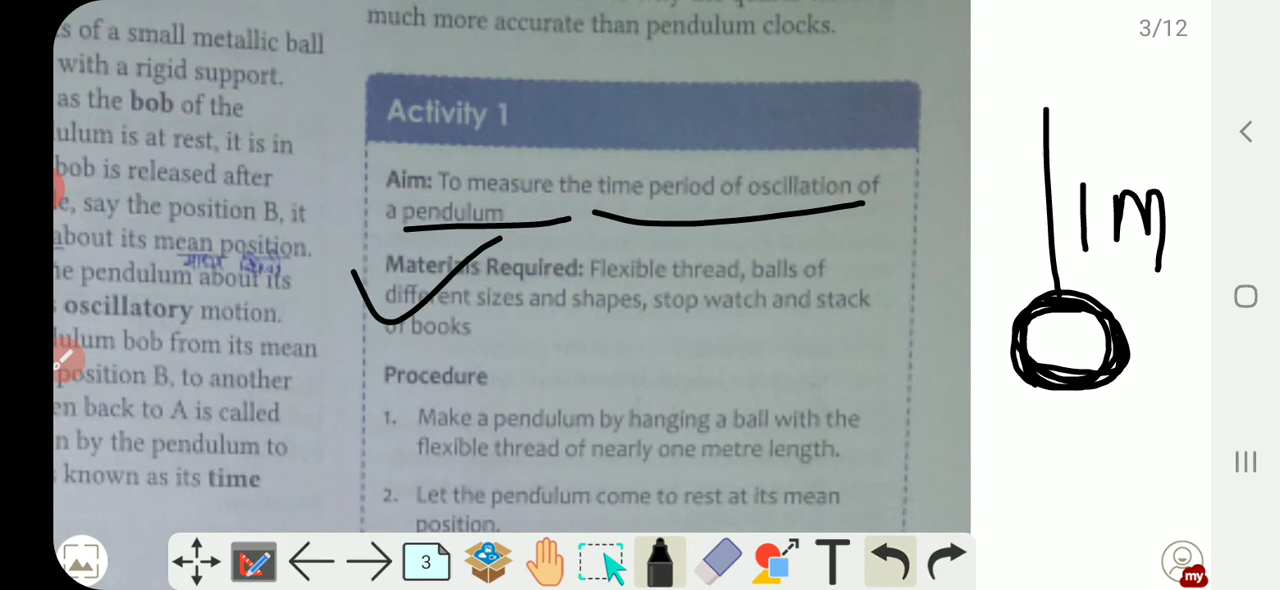 s of a small metallic ball
with a rigid support.
as the bob of the
ulum is at rest, it is in
bob is released after
e, say the position B, it
about its mean position.
he pendulum about its
oscillatory motion.
dulum bob from its mean
position B, to another
en back to A is called
n by the pendulum to
known as its time
much more accurate than pendulum clocks.
Activity 1
Aim: To measure the time period of oscillation of
a pendulum
Materials Required: Flexible thread, balls of
different sizes and shapes, stop watch and stack
of books
Procedure
1. Make a pendulum by hanging a ball with the
flexible thread of nearly one metre length.
2. Let the pendulum come to rest at its mean
position.
3/12
1 m
3
T
my